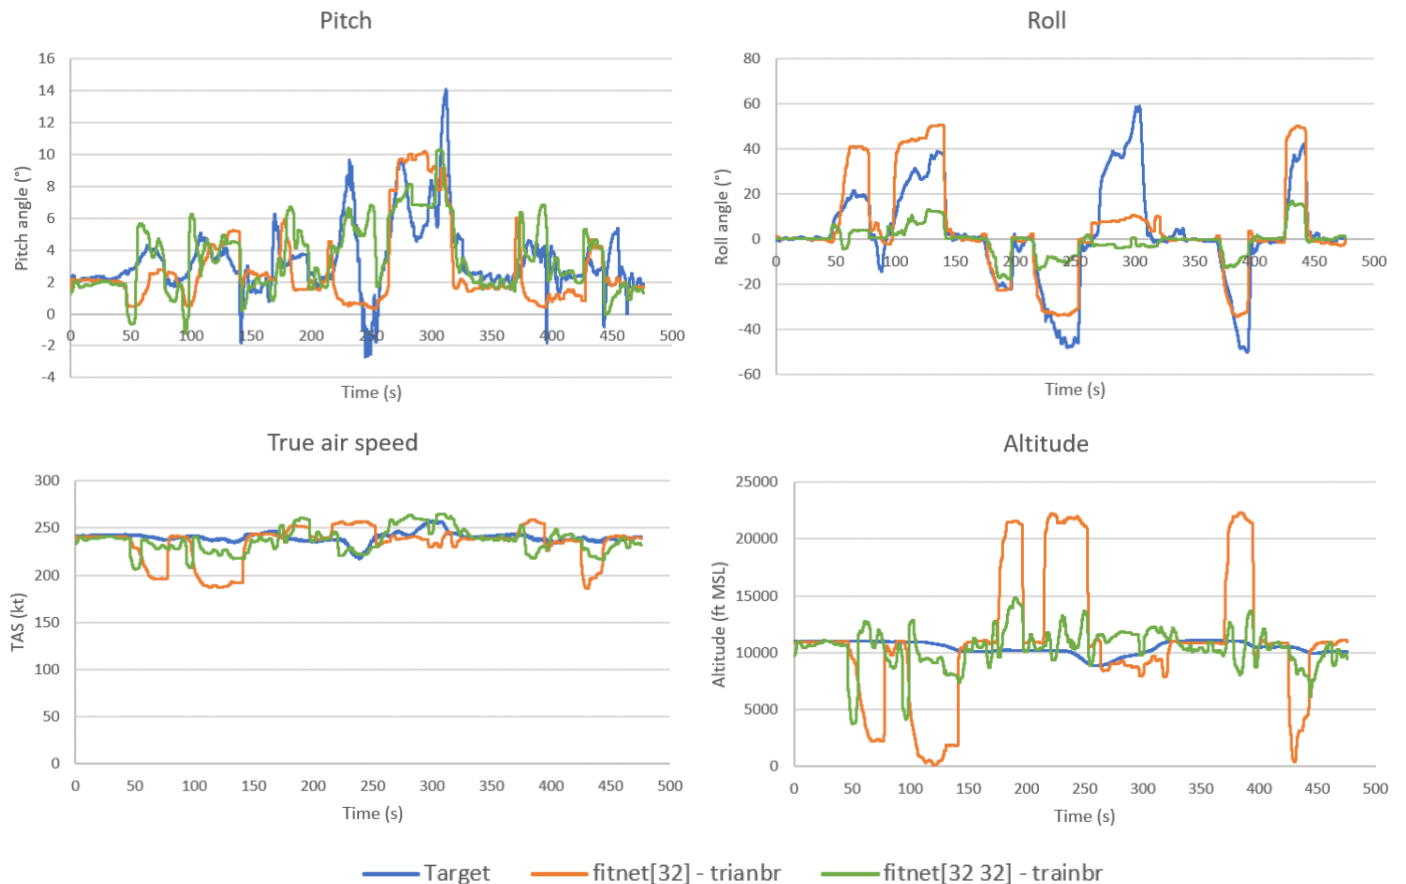 Pitch
16
14
12
10
8
6
4
2
0
-2
-4
Pitch angle (°)
0 50 100 150 200 250 300 350 400 450 500
Time (s)
Roll
80
60
40
20
0
-20
-40
-60
Roll angle (°)
0 50 100 150 200 250 300 350 400 450 500
Time (s)
True air speed
300
250
200
150
100
50
0
TAS (kt)
0 50 100 150 200 250 300 350 400 450 500
Time (s)
Altitude
25000
20000
15000
10000
5000
0
Altitude (ft MSL)
0 50 100 150 200 250 300 350 400 450 500
Time (s)
Target fitnet[32] - trianbr fitnet[32 32] - trainbr